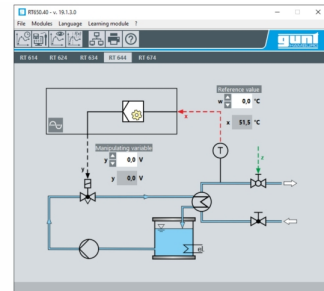 RT650.40 - v. 19.1.3.0
File Modules Language Learning module ?
gunt
RT 614 RT 624 RT 634 RT 644 RT 674
Reference value
w 0,0 °C
x
x 51,5 °C
Manipulating variable
y 0,0 V
y
y 0,0 V
T
z